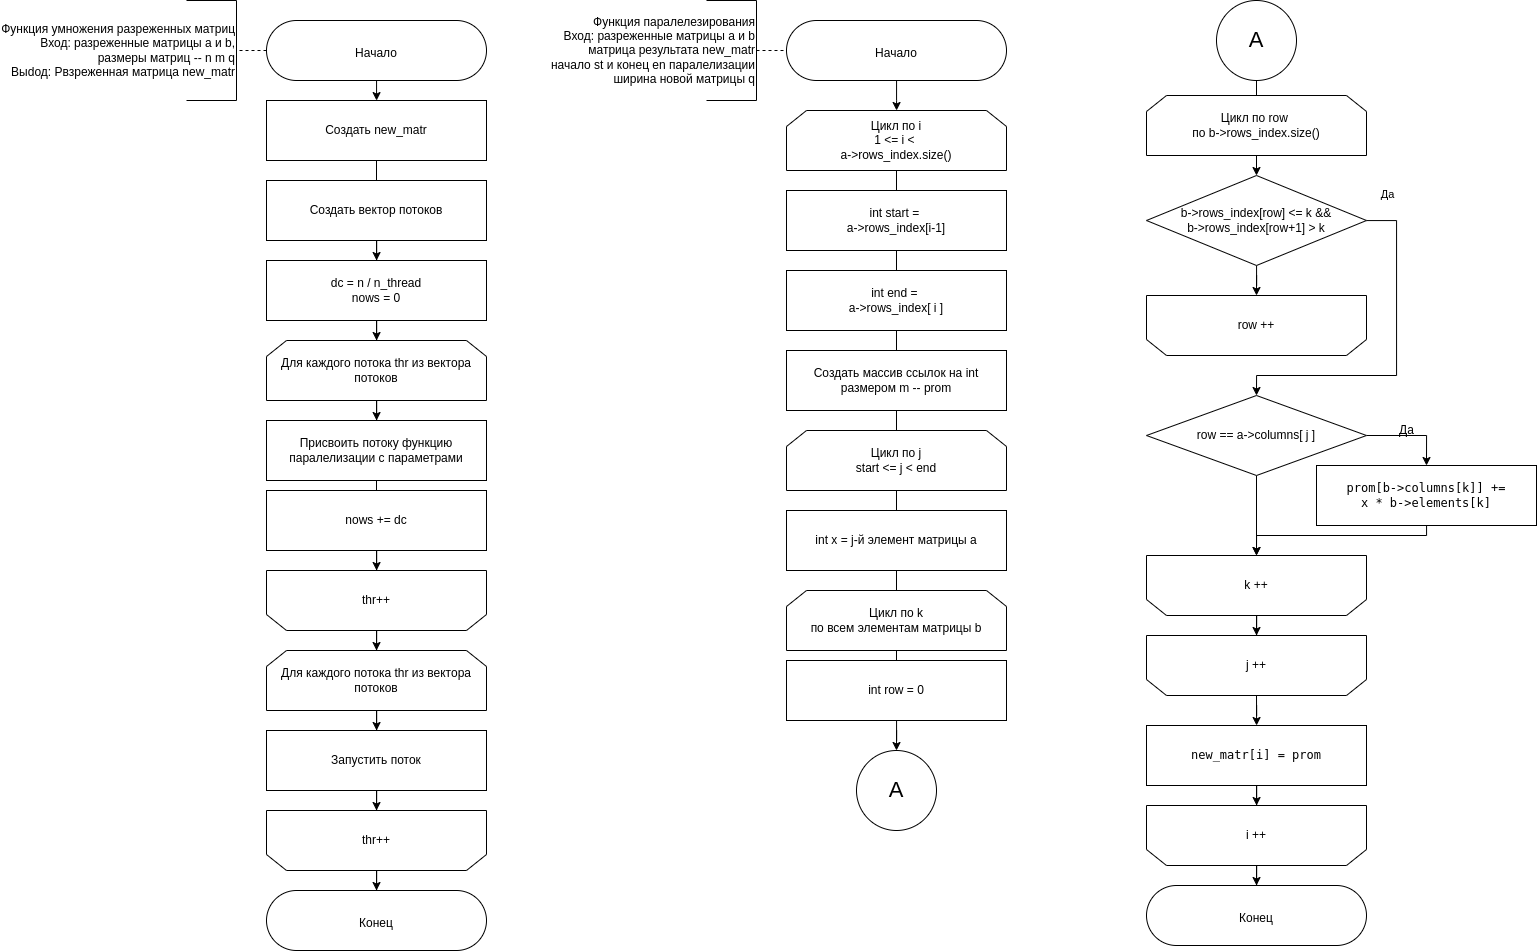 Функция умножения разреженных матриц
Вход: разреженные матрицы a и b,
размеры матриц -- n m q
Выdод: Рвзреженная матрица new_matr
Начало
Создать new_matr
Создать вектор потоков
dc = n / n_thread
nows = 0
Для каждого потока thr из вектора
потоков
Присвоить потоку функцию
паралелизации с параметрами
nows += dc
thr++
Для каждого потока thr из вектора
потоков
Запустить поток
thr++
Конец
Функция паралелезирования
Вход: разреженные матрицы a и b
матрица результата new_matr
начало st и конец en паралелизации
ширина новой матрицы q
Начало
Цикл по i
1 <= i <
a->rows_index.size()
int start =
a->rows_index[i-1]
int end =
a->rows_index[ i ]
Создать массив ссылок на int
размером m -- prom
Цикл по j
start <= j < end
int x = j-й элемент матрицы a
Цикл по k
по всем элементам матрицы b
int row = 0
A
A
Цикл по row
по b->rows_index.size()
Да
b->rows_index[row] <= k &&
b->rows_index[row+1] > k
row ++
row == a->columns[ j ]
Да
prom[b->columns[k]] +=
x * b->elements[k]
k ++
j ++
new_matr[i] = prom
i ++
Конец